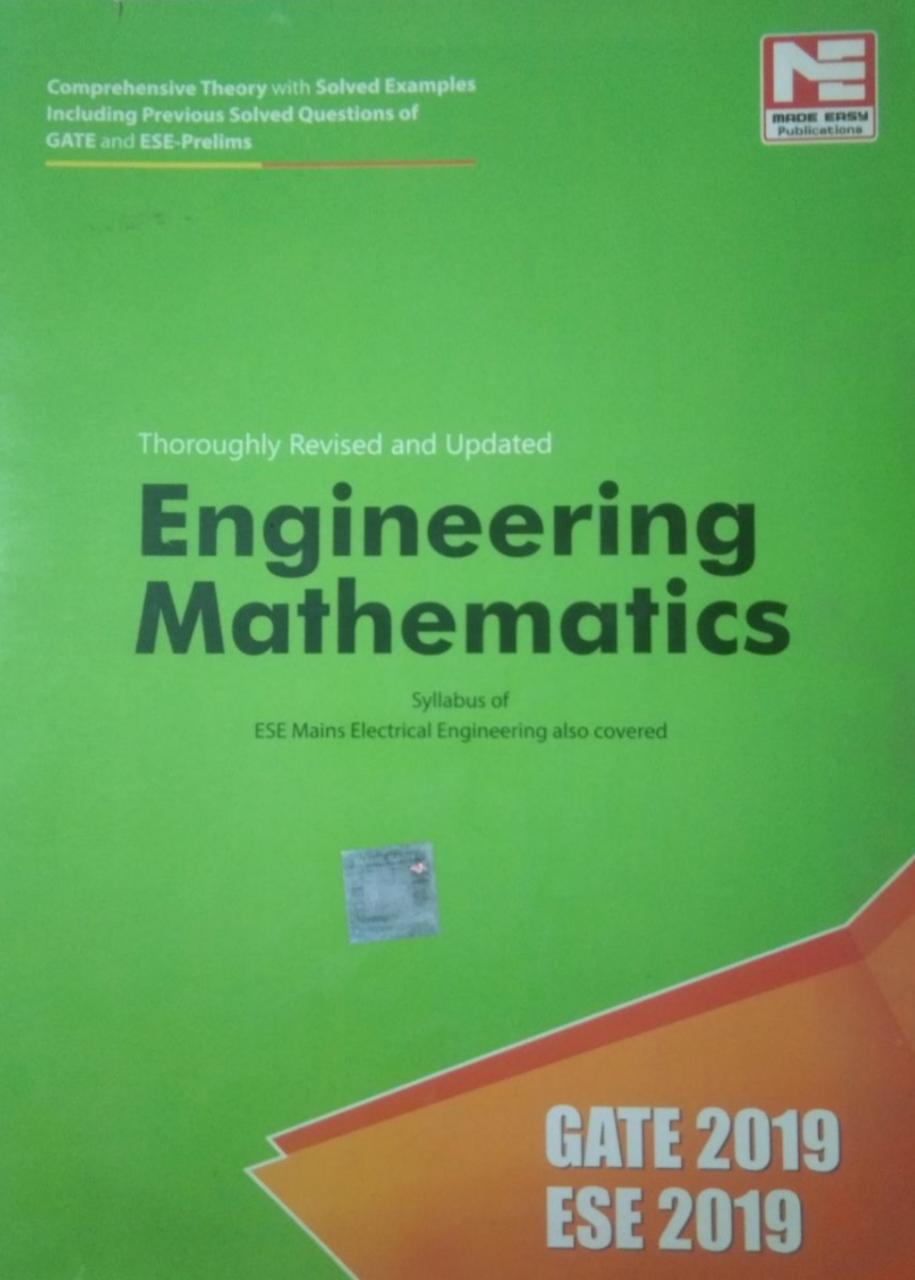 Comprehensive Theory with Solved Examples
Including Previous Solved Questions of
GATE and ESE-Prelims
ME
MADE EASY
Publications
Thoroughly Revised and Updated
Engineering
Mathematics
Syllabus of
ESE Mains Electrical Engineering also covered
GATE 2019
ESE 2019